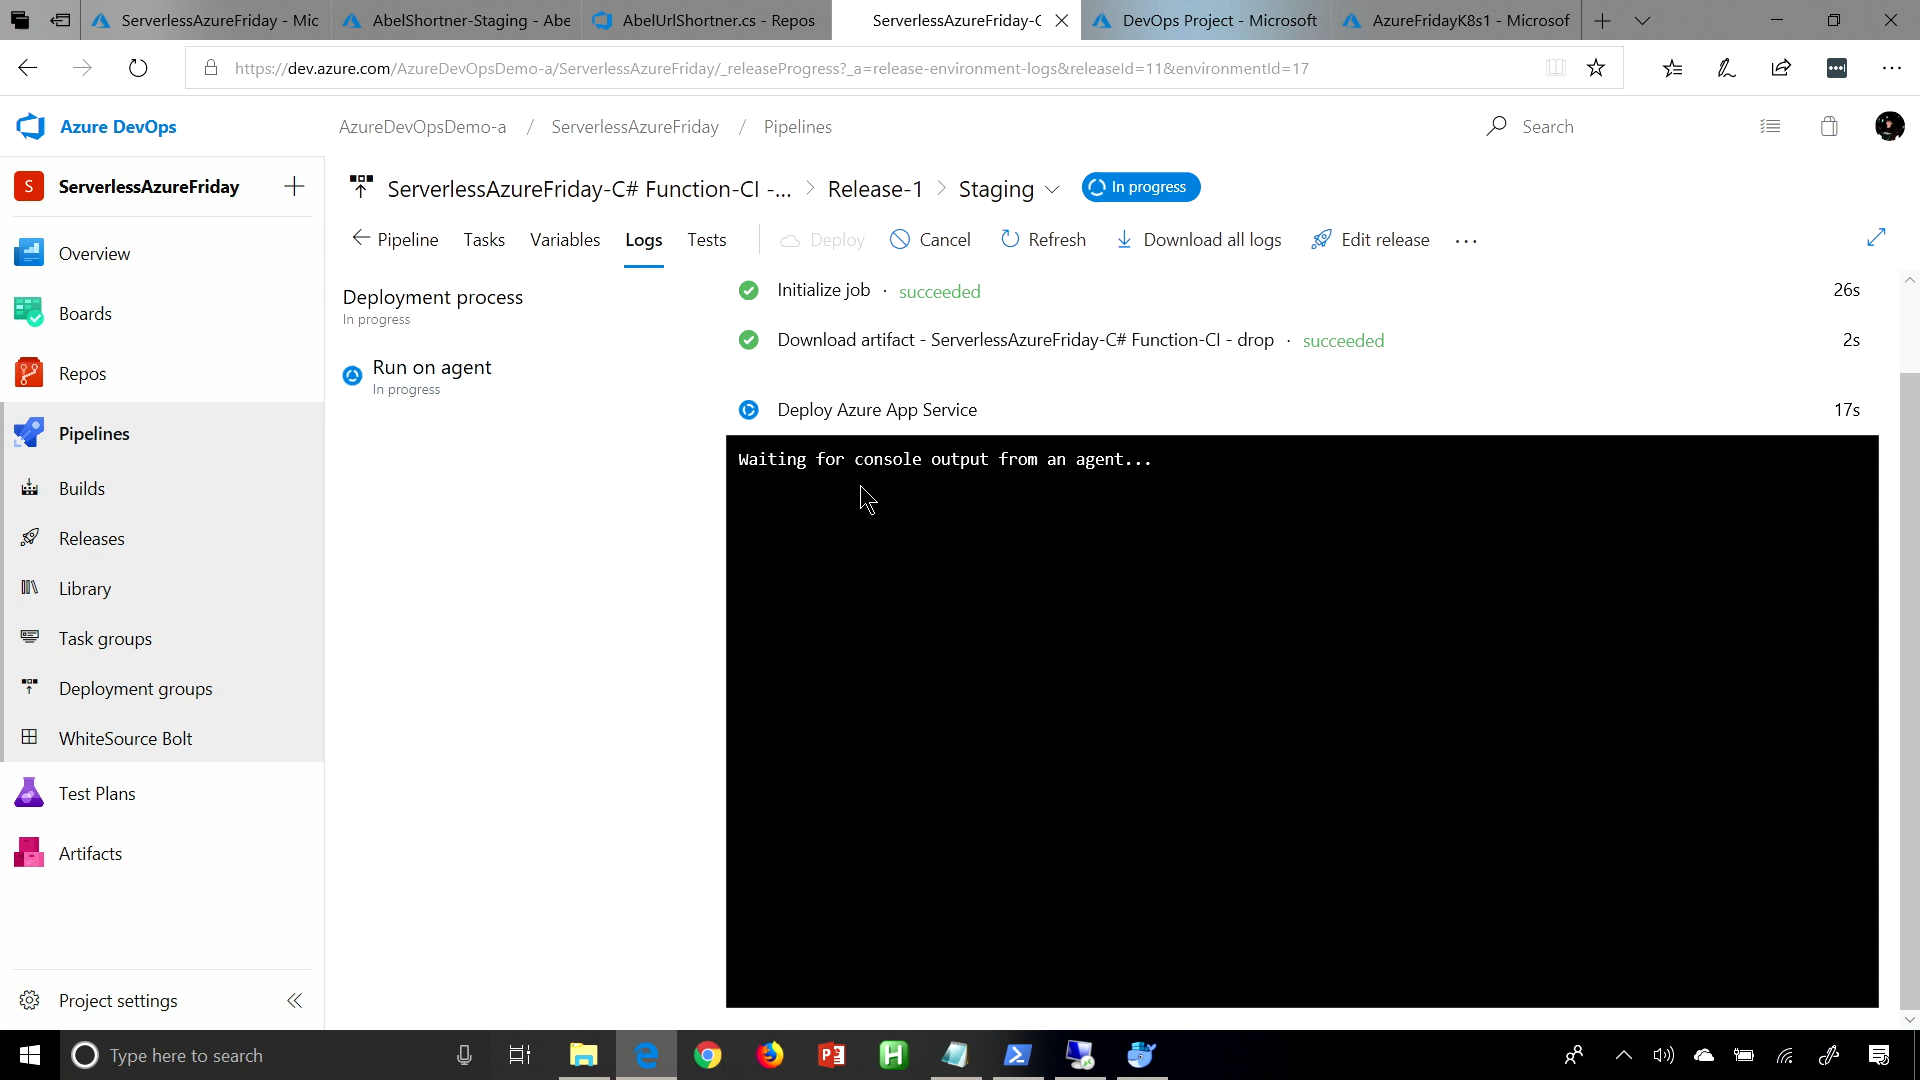 ServerlessAzureFriday - Mic
AbelShortner-Staging - Abe
AbelUrlShortner.cs - Repos
ServerlessAzureFriday-C
DevOps Project - Microsoft
AzureFridayK8s1 - Microsof
https://dev.azure.com/AzureDevOpsDemo-a/ServerlessAzureFriday/_releaseProgress?_a=release-environment-logs&releaseId=11&environmentId=17
Azure DevOps
AzureDevOpsDemo-a / ServerlessAzureFriday / Pipelines
Search
S ServerlessAzureFriday
ServerlessAzureFriday-C# Function-CI -... > Release-1 > Staging
In progress
Pipeline Tasks Variables Logs Tests Deploy Cancel Refresh Download all logs Edit release ...
Overview
Boards
Repos
Pipelines
Builds
Releases
Library
Task groups
Deployment groups
WhiteSource Bolt
Test Plans
Artifacts
Project settings
Deployment process
In progress
Run on agent
In progress
Initialize job · succeeded 26s
Download artifact - ServerlessAzureFriday-C# Function-CI - drop · succeeded 2s
Deploy Azure App Service 17s
Waiting for console output from an agent...
Type here to search